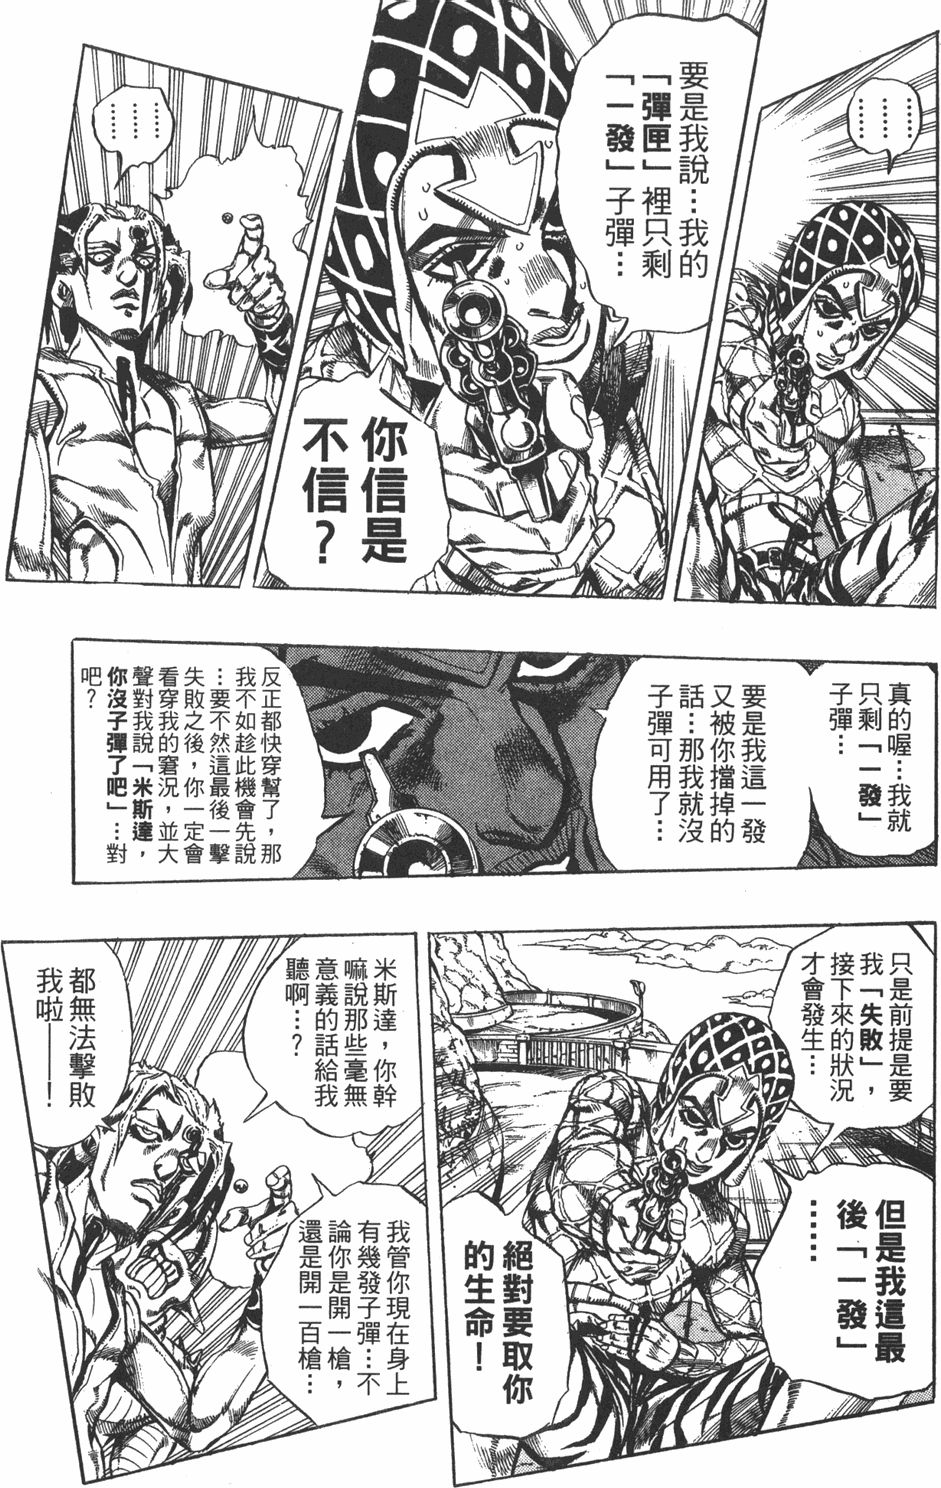 ⋯⋯
⋯⋯
要是我說…我的
「彈匣」裡只剩
「一發」子彈…
你信是
不信？
⋯⋯
⋯⋯
真的喔…我就
只剩「一發」
子彈…
要是我這一發
又被你擋掉的
話…那我就沒
子彈可用了…
反正都快穿幫了，那
我不如趁此機會先說
…要不然這最後一擊
失敗之後，你一定會
看穿我的窘況，並大
聲對我說「米斯達，
你沒子彈了吧」…對
吧？
只是前提是要
我「失敗」，
接下來的狀況
才會發生…
但是我這最
後「一發」
⋯⋯
絕對要取你
的生命！
米斯達，你幹
嘛說那些毫無
意義的話給我
聽啊…？
我管你現在身上
有幾發子彈…不
論你是開一槍，
還是開一百槍…
都無法擊敗
我啦——！